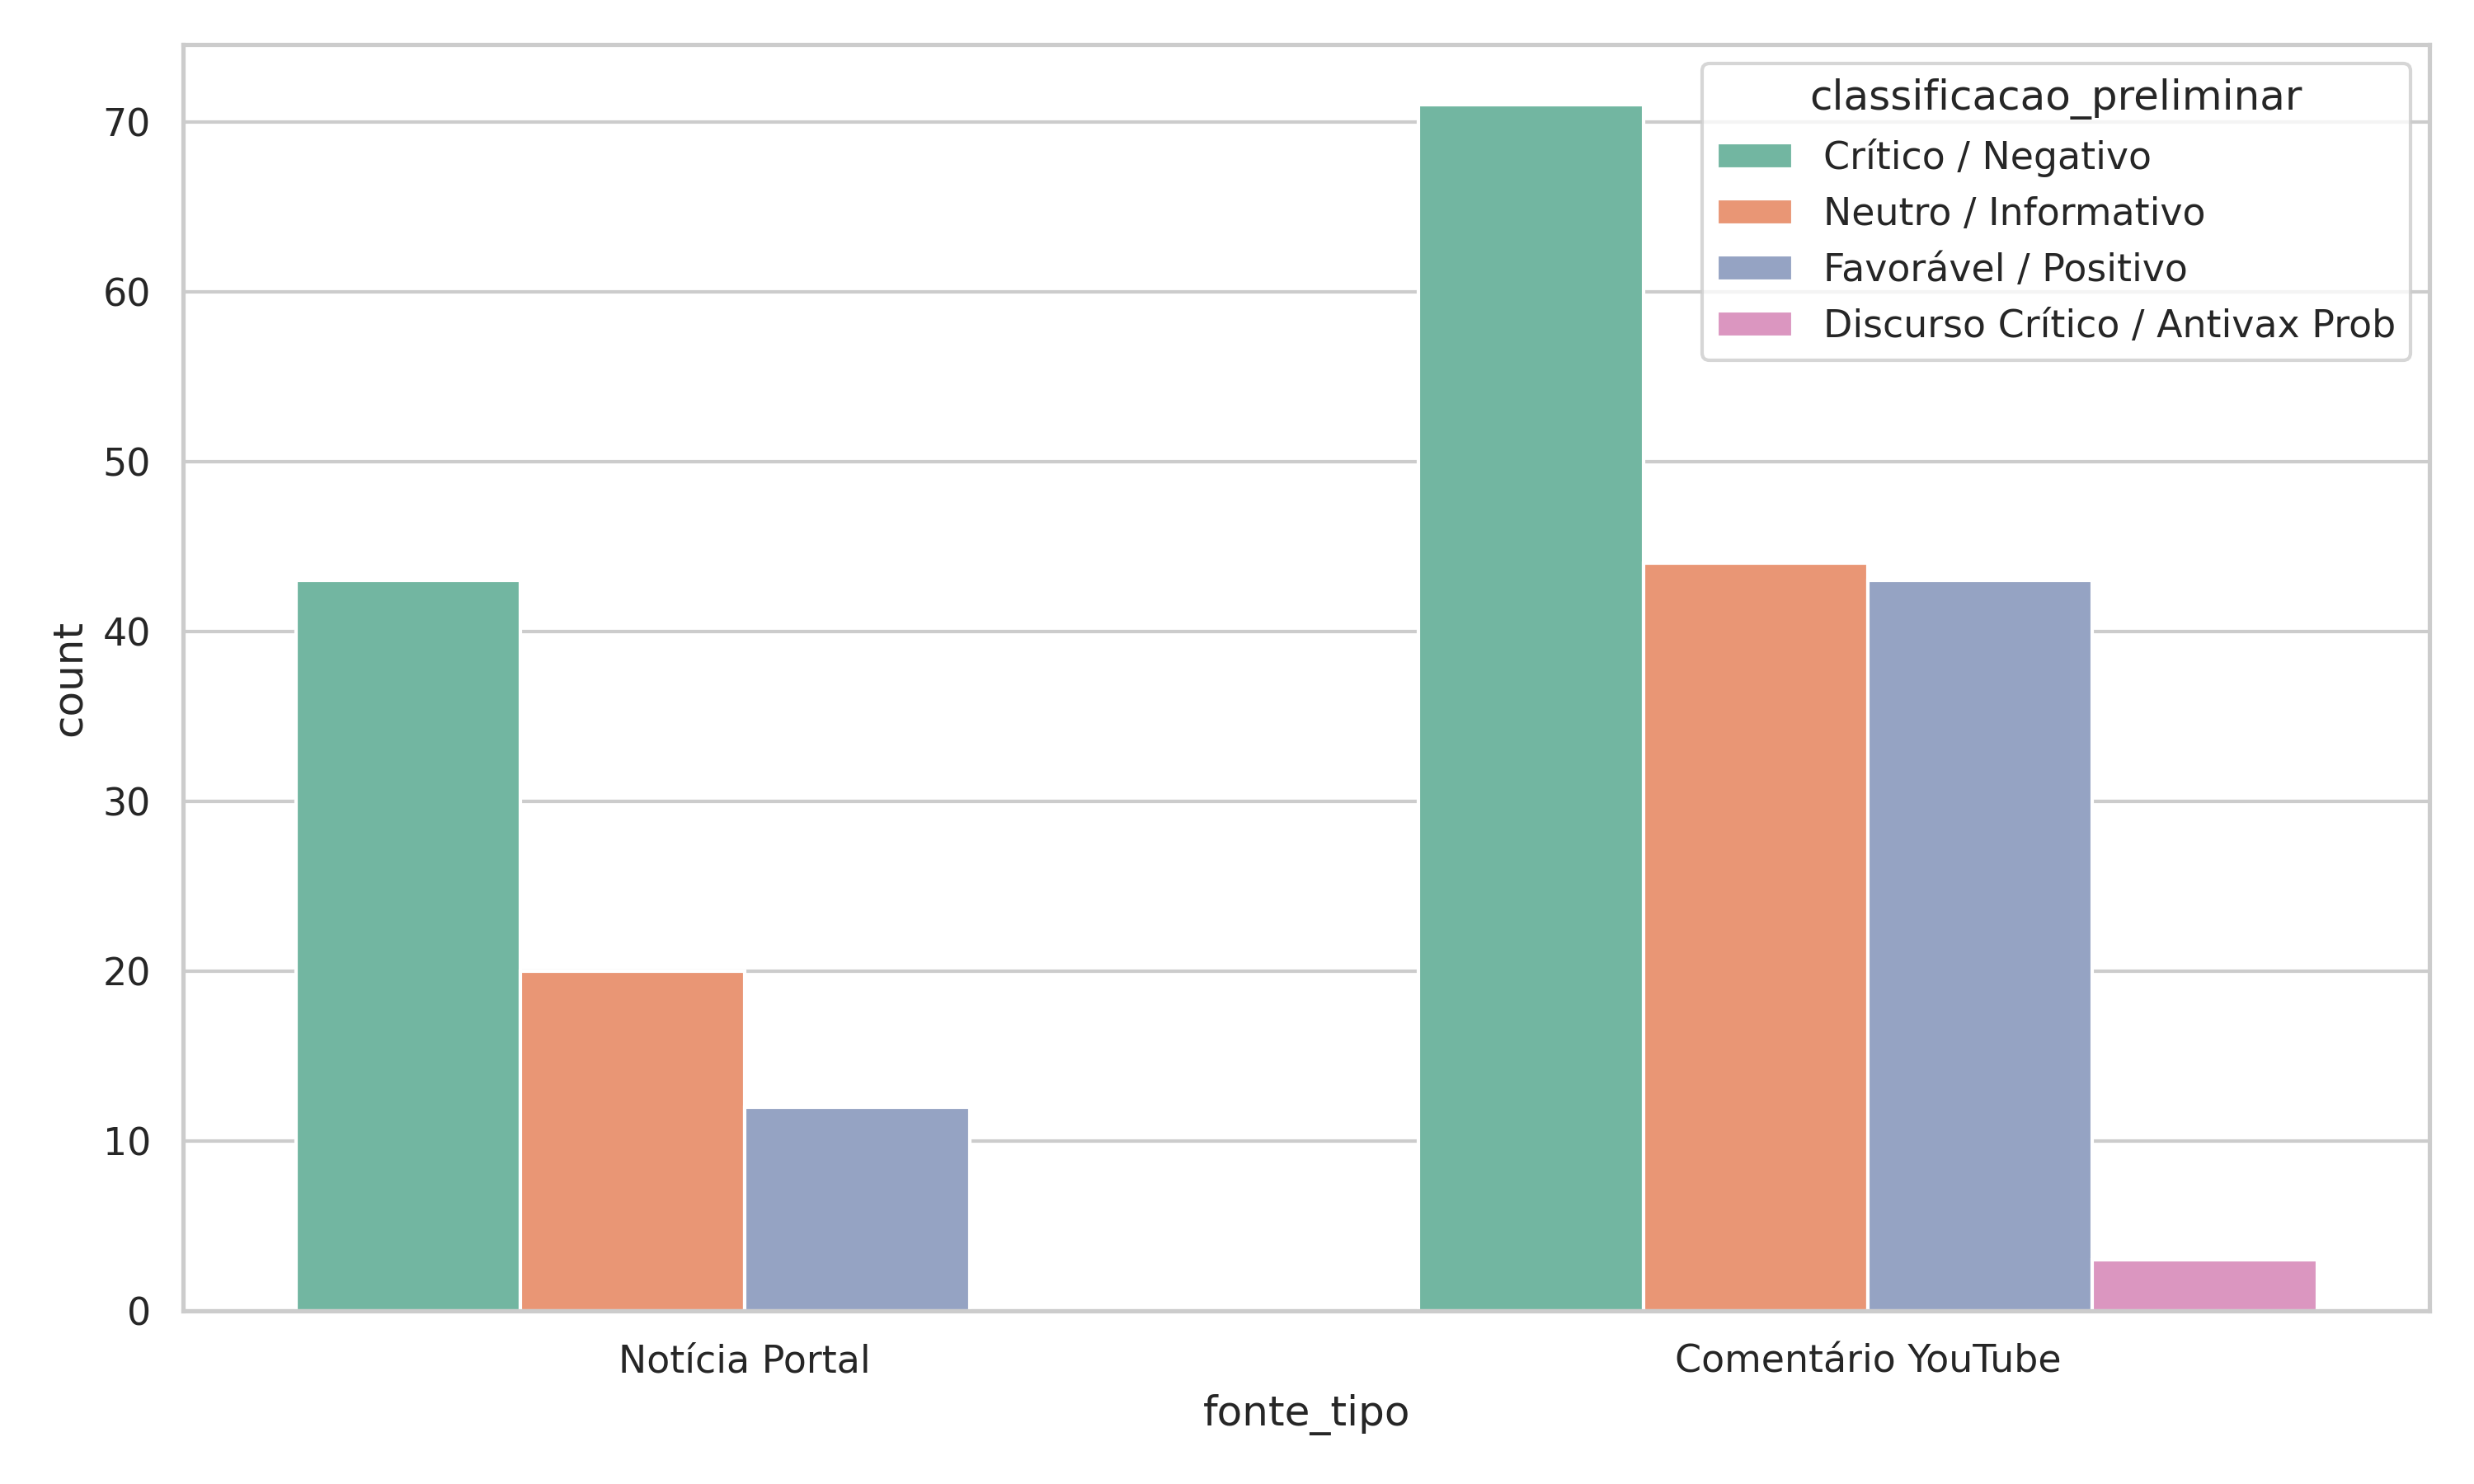 classificacao_preliminar
Crítico / Negativo
Neutro / Informativo
Favorável / Positivo
Discurso Crítico / Antivax Prob
70
60
50
40
30
20
10
0
count
Notícia Portal
Comentário YouTube
fonte_tipo